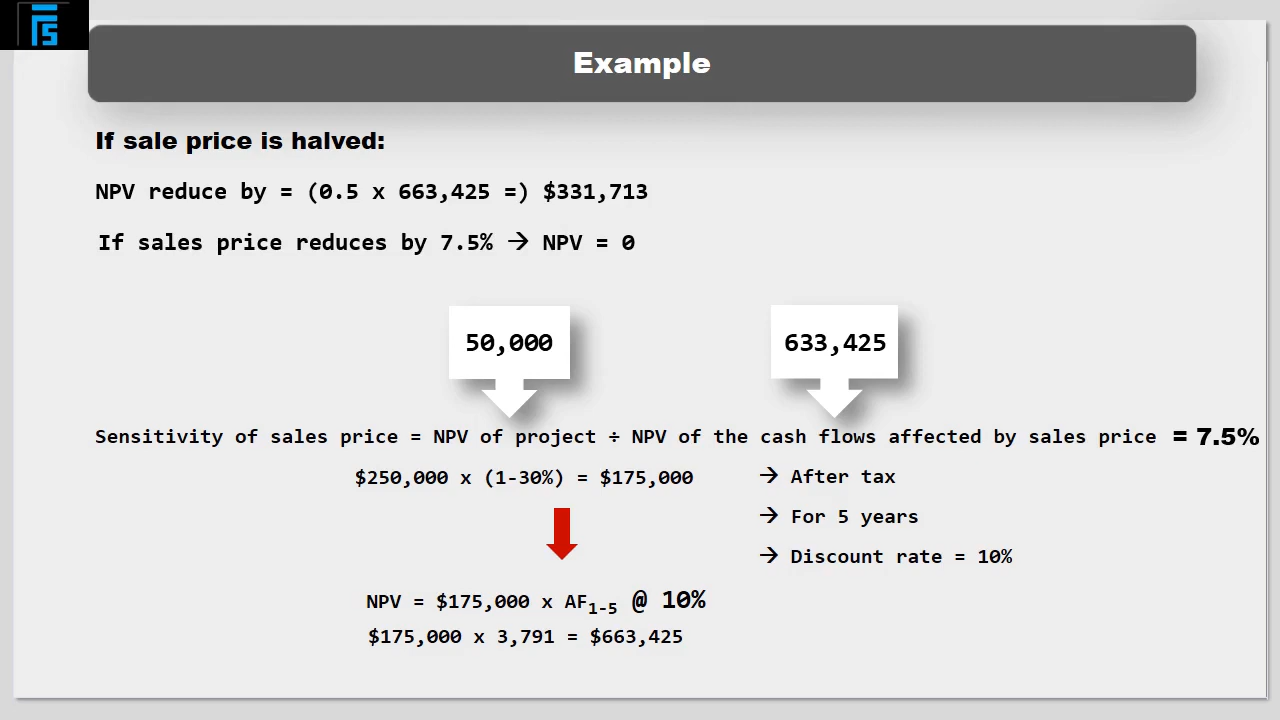 FTS
Example
If sale price is halved:
NPV reduce by = (0.5 x 663,425 =) $331,713
If sales price reduces by 7.5% → NPV = 0
50,000
633,425
Sensitivity of sales price = NPV of project ÷ NPV of the cash flows affected by sales price = 7.5%
$250,000 x (1-30%) = $175,000
→ After tax
→ For 5 years
→ Discount rate = 10%
NPV = $175,000 x AF1-5 @ 10%
$175,000 x 3,791 = $663,425